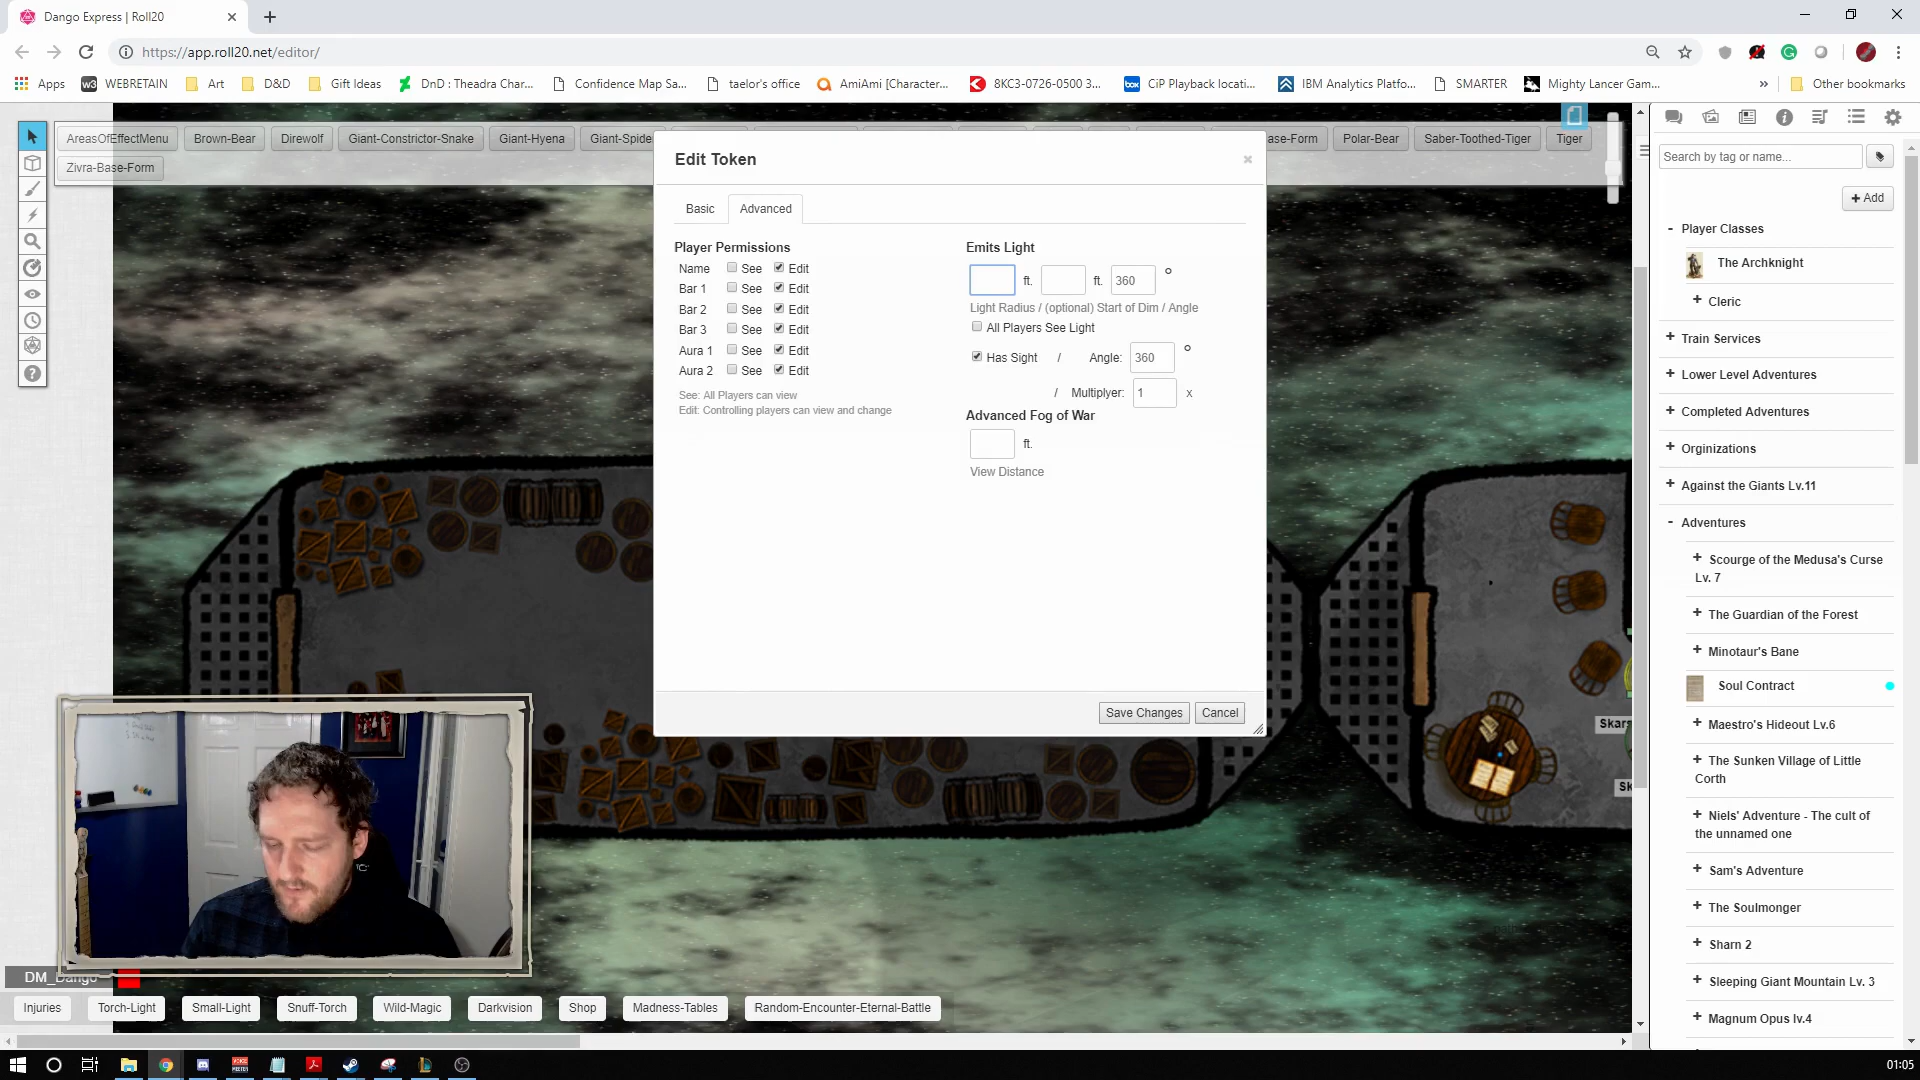 Dango Express | Roll20
https://app.roll20.net/editor/
Apps
WEBRETAIN
Art
D&D
Gift Ideas
DnD : Theadra Char...
Confidence Map Sa...
taelor's office
AmiAmi [Character...
8KC3-0726-0500 3...
CiP Playback locati...
IBM Analytics Platfo...
SMARTER
Mighty Lancer Gam...
»
Other bookmarks
AreasOfEffectMenu
Brown-Bear
Direwolf
Giant-Constrictor-Snake
Giant-Hyena
Giant-Spide
ase-Form
Polar-Bear
Saber-Toothed-Tiger
Tiger
Zivra-Base-Form
Edit Token
Basic
Advanced
Player Permissions
Name See Edit
Bar 1 See Edit
Bar 2 See Edit
Bar 3 See Edit
Aura 1 See Edit
Aura 2 See Edit
See: All Players can view
Edit: Controlling players can view and change
Emits Light
ft. ft. 360 °
Light Radius / (optional) Start of Dim / Angle
All Players See Light
Has Sight / Angle: 360 °
/ Multiplyer: 1 x
Advanced Fog of War
ft.
View Distance
Save Changes
Cancel
Search by tag or name...
+ Add
- Player Classes
The Archknight
+ Cleric
+ Train Services
+ Lower Level Adventures
+ Completed Adventures
+ Orginizations
+ Against the Giants Lv.11
- Adventures
+ Scourge of the Medusa's Curse
Lv. 7
+ The Guardian of the Forest
+ Minotaur's Bane
Soul Contract
+ Maestro's Hideout Lv.6
+ The Sunken Village of Little
Corth
+ Niels' Adventure - The cult of
the unnamed one
+ Sam's Adventure
+ The Soulmonger
+ Sharn 2
+ Sleeping Giant Mountain Lv. 3
+ Magnum Opus lv.4
Skars
Sk
DM_Dango
Injuries
Torch-Light
Small-Light
Snuff-Torch
Wild-Magic
Darkvision
Shop
Madness-Tables
Random-Encounter-Eternal-Battle
01:05